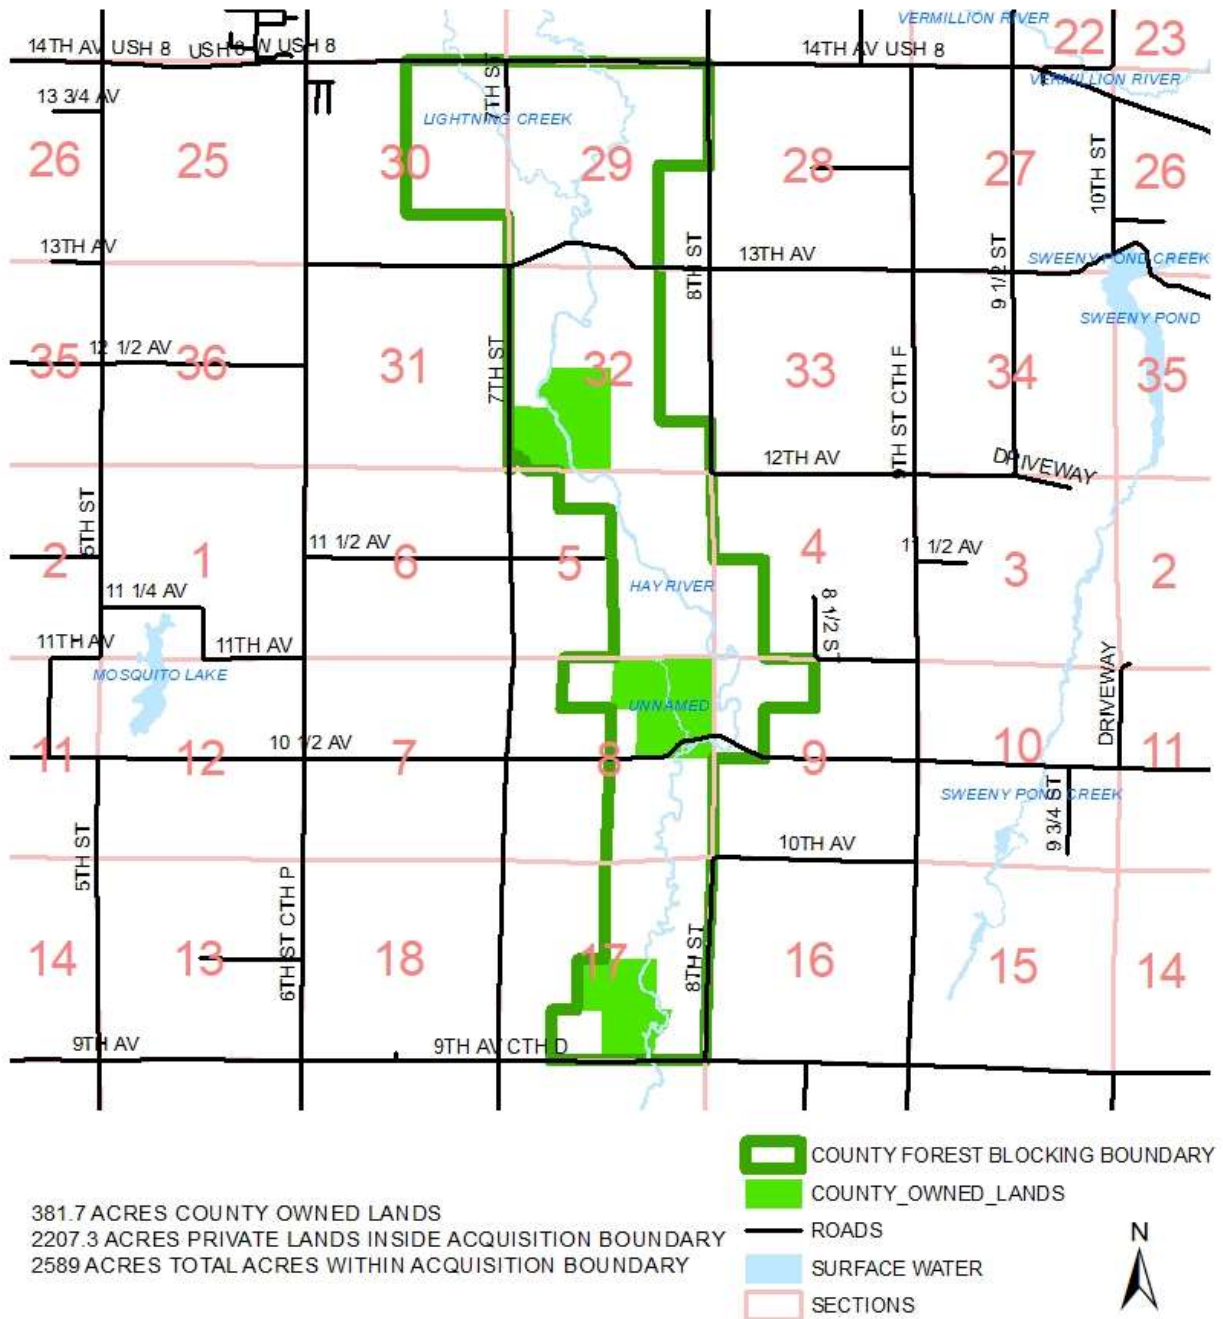 VERMILLION RIVER
22
23
14TH AV USH 8
USH 8
W USH 8
14TH AV USH 8
VERMILLION RIVER
13 3/4 AV
7TH ST
LIGHTNING CREEK
26
25
30
29
28
27
10TH ST
26
13TH AV
8TH ST
13TH AV
9 1/2 ST
SWEENY POND CREEK
SWEENY POND
35
12 1/2 AV
36
31
7TH ST
32
33
9TH ST CTH F
34
35
12TH AV
DRIVEWAY
5TH ST
2
1
11 1/2 AV
6
5
4
11 1/2 AV
3
2
HAY RIVER
11 1/4 AV
8 1/2 ST
11TH AV
11TH AV
MOSQUITO LAKE
UNNAMED
DRIVEWAY
11
12
10 1/2 AV
7
8
9
10
11
SWEENY POND CREEK
9 3/4 ST
5TH ST
10TH AV
6TH ST CTH P
14
13
18
17
8TH ST
16
15
14
9TH AV
9TH AV CTH D
COUNTY FOREST BLOCKING BOUNDARY
COUNTY_OWNED_LANDS
ROADS
SURFACE WATER
SECTIONS
N
381.7 ACRES COUNTY OWNED LANDS
2207.3 ACRES PRIVATE LANDS INSIDE ACQUISITION BOUNDARY
2589 ACRES TOTAL ACRES WITHIN ACQUISITION BOUNDARY